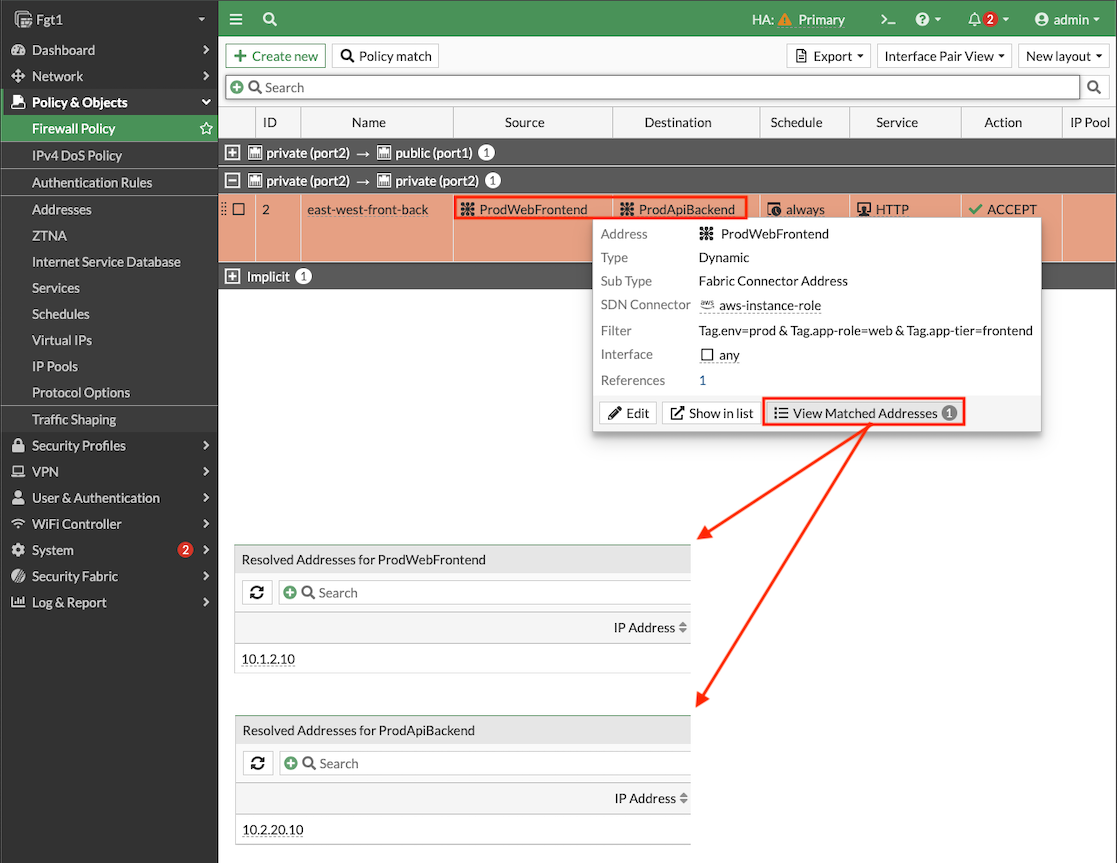 Fgt1
HA: Primary
2
admin
Dashboard
Network
Policy & Objects
Firewall Policy
IPv4 DoS Policy
Authentication Rules
Addresses
ZTNA
Internet Service Database
Services
Schedules
Virtual IPs
IP Pools
Protocol Options
Traffic Shaping
Security Profiles
VPN
User & Authentication
WiFi Controller
System 2
Security Fabric
Log & Report
Create new
Policy match
Export
Interface Pair View
New layout
Search
ID Name Source Destination Schedule Service Action IP Pool
private (port2) → public (port1) 1
private (port2) → private (port2) 1
2 east-west-front-back ProdWebFrontend ProdApiBackend always HTTP ACCEPT
Implicit 1
Address ProdWebFrontend
Type Dynamic
Sub Type Fabric Connector Address
SDN Connector aws aws-instance-role
Filter Tag.env=prod & Tag.app-role=web & Tag.app-tier=frontend
Interface any
References 1
Edit Show in list View Matched Addresses 1
Resolved Addresses for ProdWebFrontend
Search
IP Address
10.1.2.10
Resolved Addresses for ProdApiBackend
Search
IP Address
10.2.20.10